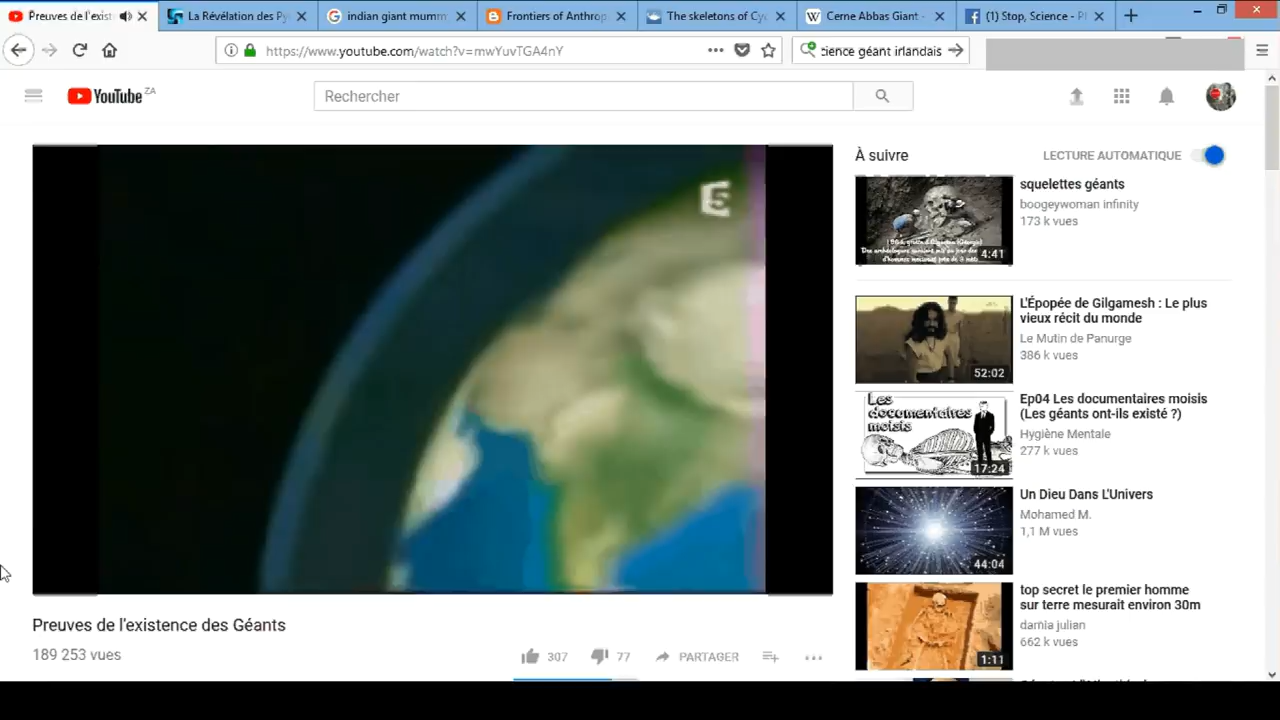 Preuves de l'exist
La Révélation des Py
indian giant mumm
Frontiers of Anthrop
The skeletons of Cyc
Cerne Abbas Giant -
(1) Stop, Science - Pl
https://www.youtube.com/watch?v=mwYuvTGA4nY
science géant irlandais
YouTube ZA
Rechercher
5
À suivre
LECTURE AUTOMATIQUE
squelettes géants
boogeywoman infinity
173 k vues
4:41
L'Épopée de Gilgamesh : Le plus
vieux récit du monde
Le Mutin de Panurge
386 k vues
52:02
Les
documentaires
moisis
17:24
Ep04 Les documentaires moisis
(Les géants ont-ils existé ?)
Hygiène Mentale
277 k vues
Un Dieu Dans L'Univers
Mohamed M.
1,1 M vues
44:04
top secret le premier homme
sur terre mesurait environ 30m
damia julian
662 k vues
1:11
Preuves de l'existence des Géants
189 253 vues
307
77
PARTAGER